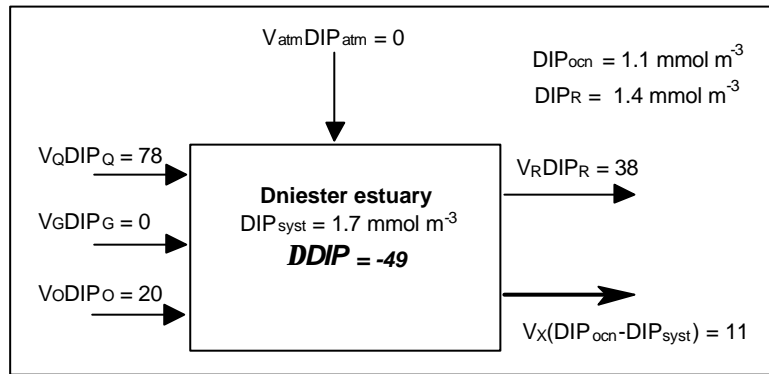 VatmDIPatm = 0
DIPocn = 1.1 mmol m-3
DIPR = 1.4 mmol m-3
VQDIPQ = 78
VGDIPG = 0
VODIPO = 20
Dniester estuary
DIPsyst = 1.7 mmol m-3
DDIP = -49
VRDIPR = 38
VX(DIPocn-DIPsyst) = 11